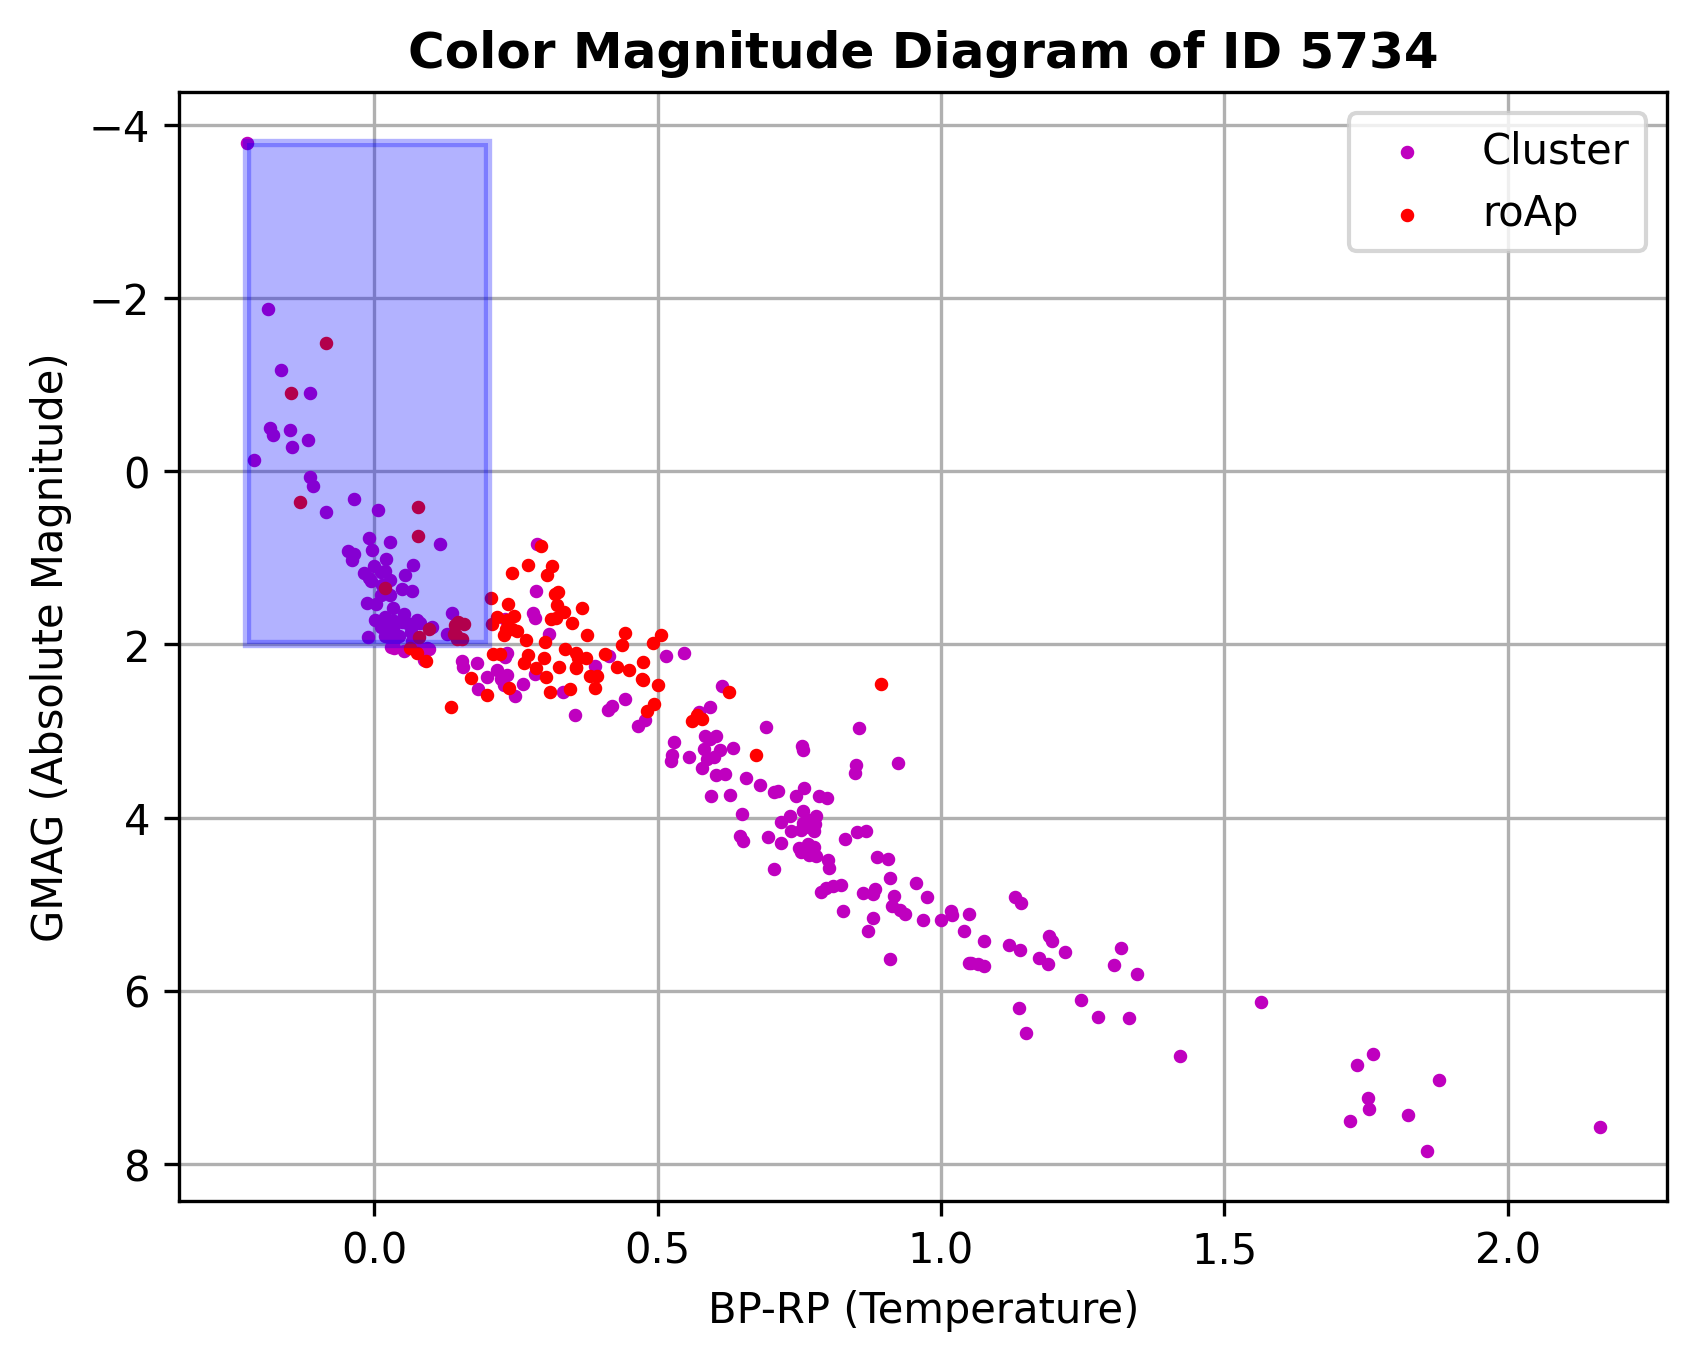 Color Magnitude Diagram of ID 5734
Cluster
roAp
−4
−2
0
2
4
6
8
GMAG (Absolute Magnitude)
0.0 0.5 1.0 1.5 2.0
BP-RP (Temperature)